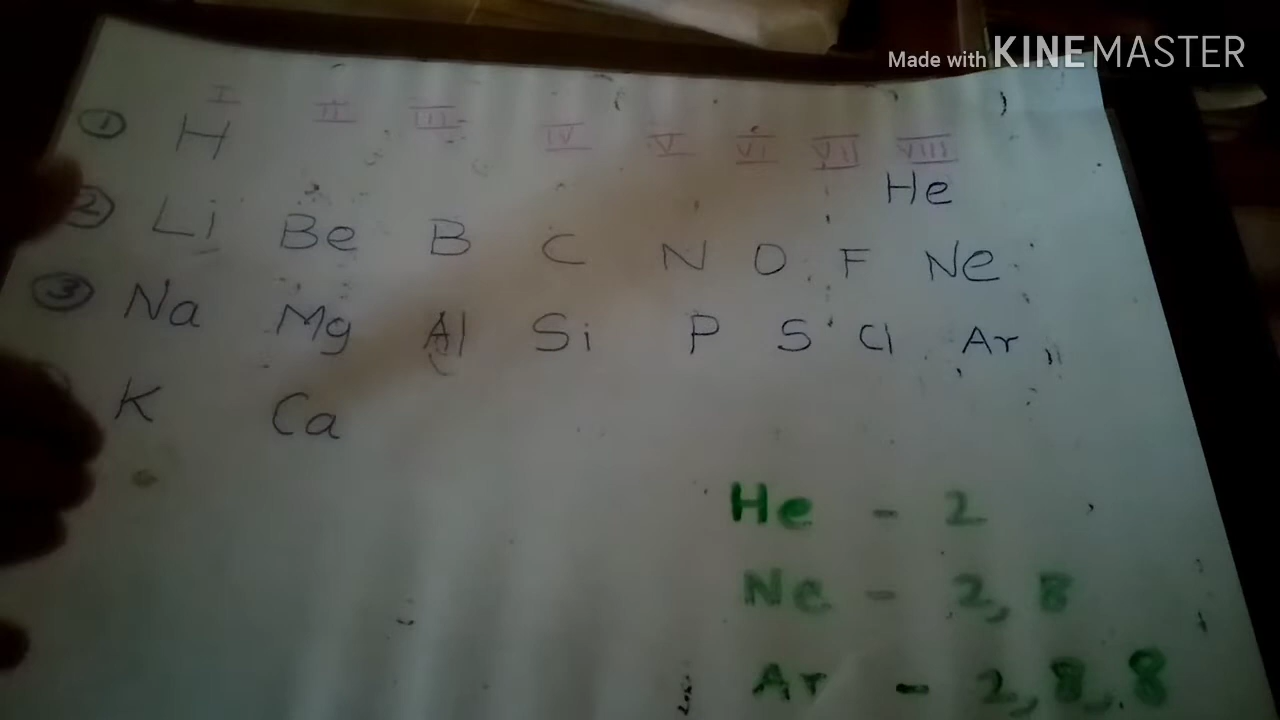 Made with KINEMASTER
I II III IV V VI VII VIII
① H He
② Li Be B C N O F Ne
③ Na Mg Al Si P S Cl Ar
K Ca
He - 2
Ne - 2, 8
Ar - 2, 8, 8